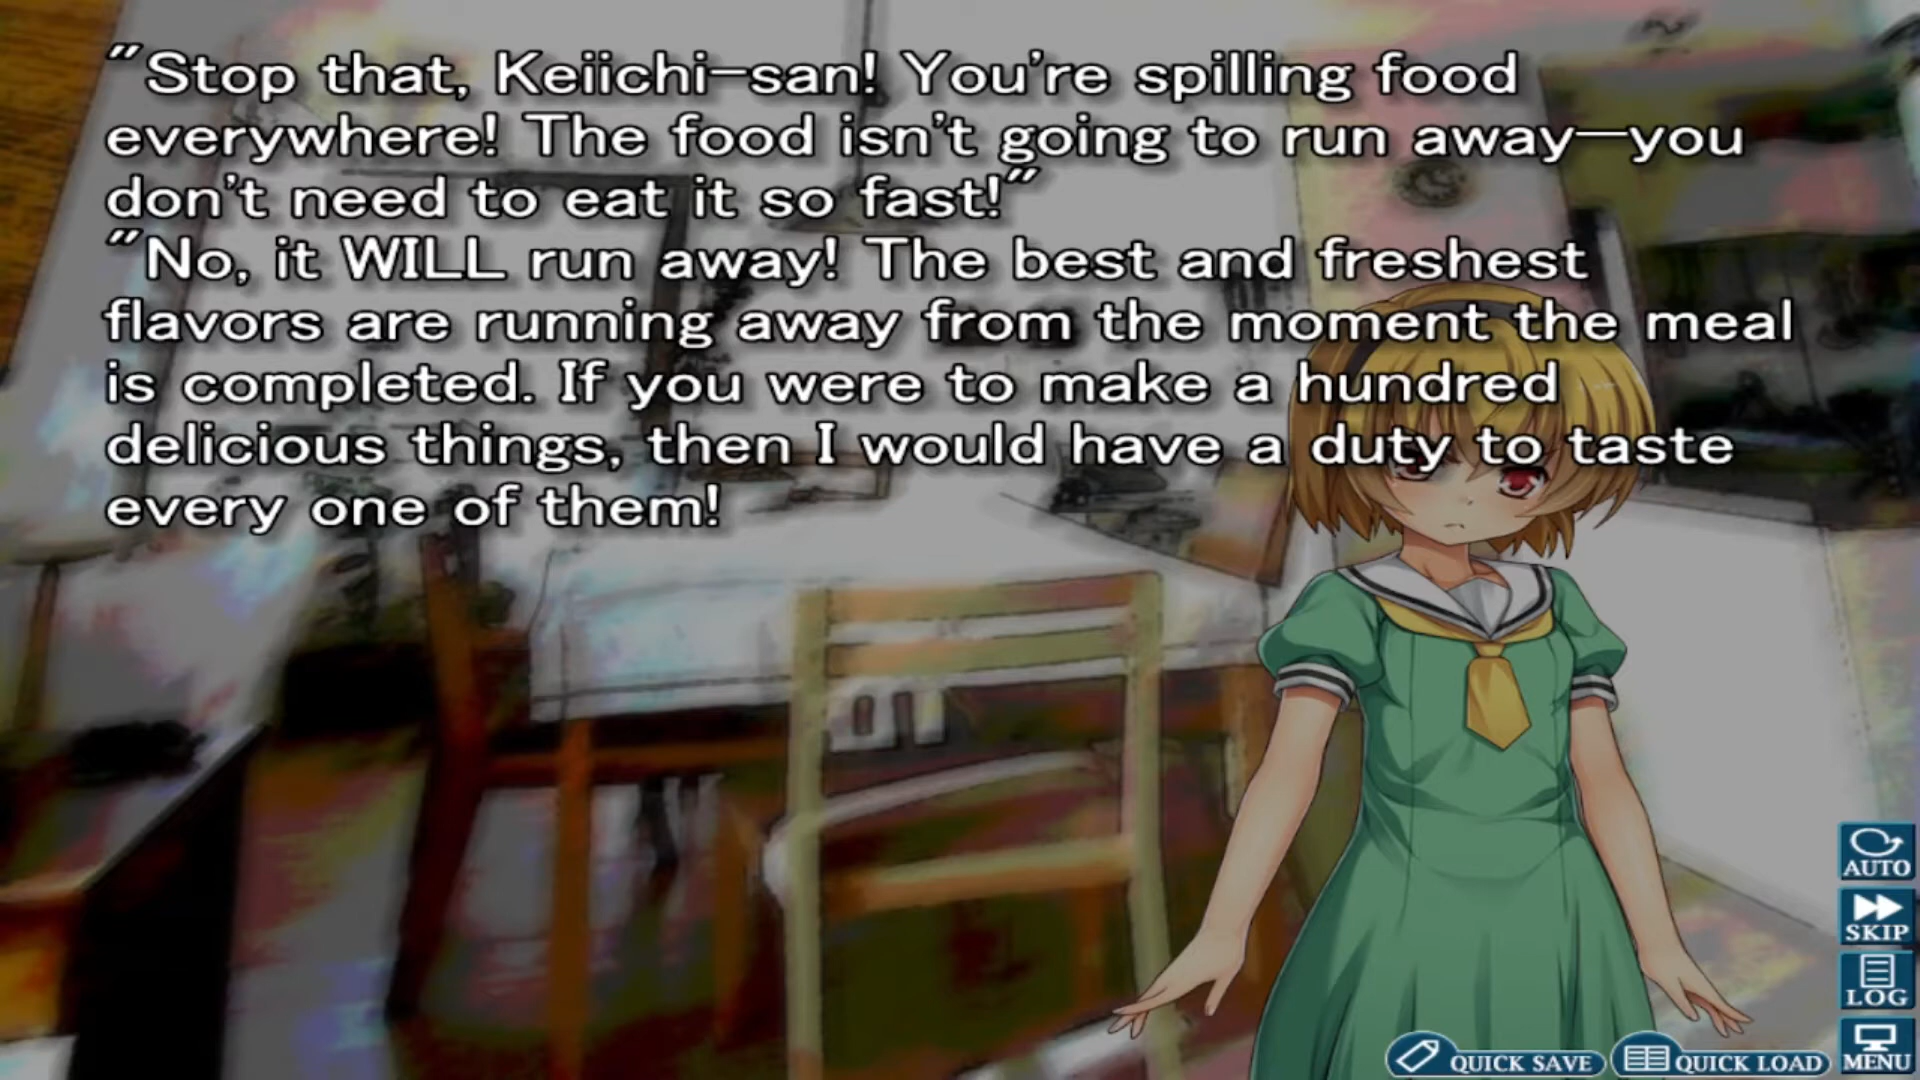 "Stop that, Keiichi-san! You're spilling food
everywhere! The food isn't going to run away—you
don't need to eat it so fast!"
"No, it WILL run away! The best and freshest
flavors are running away from the moment the meal
is completed. If you were to make a hundred
delicious things, then I would have a duty to taste
every one of them!
AUTO
SKIP
LOG
MENU
QUICK SAVE
QUICK LOAD